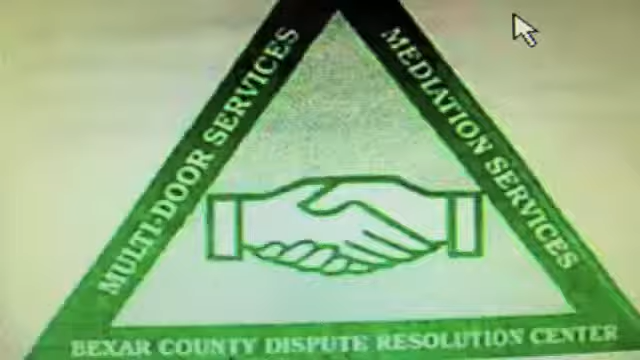 MULTI-DOOR SERVICES
MEDIATION SERVICES
BEXAR COUNTY DISPUTE RESOLUTION CENTER